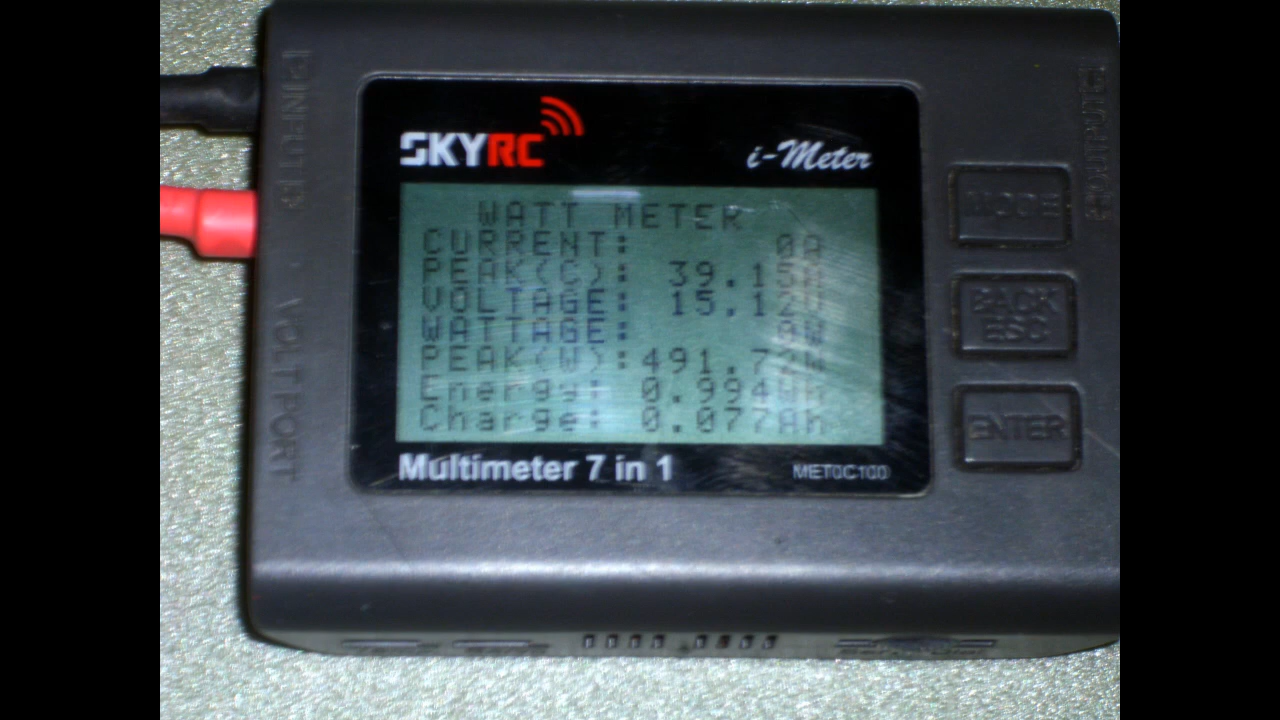 INPUT
OUTPUT
SKYRC
i-Meter
WATT METER
CURRENT: 0A
PEAK(C): 39.15A
VOLTAGE: 15.12V
WATTAGE: 0W
PEAK(W):491.7
Energy: 0.994Wh
Charge: 0.077Ah
Multimeter 7 in 1
MET0C100
MODE
BACK
ESC
ENTER
VOLT PORT